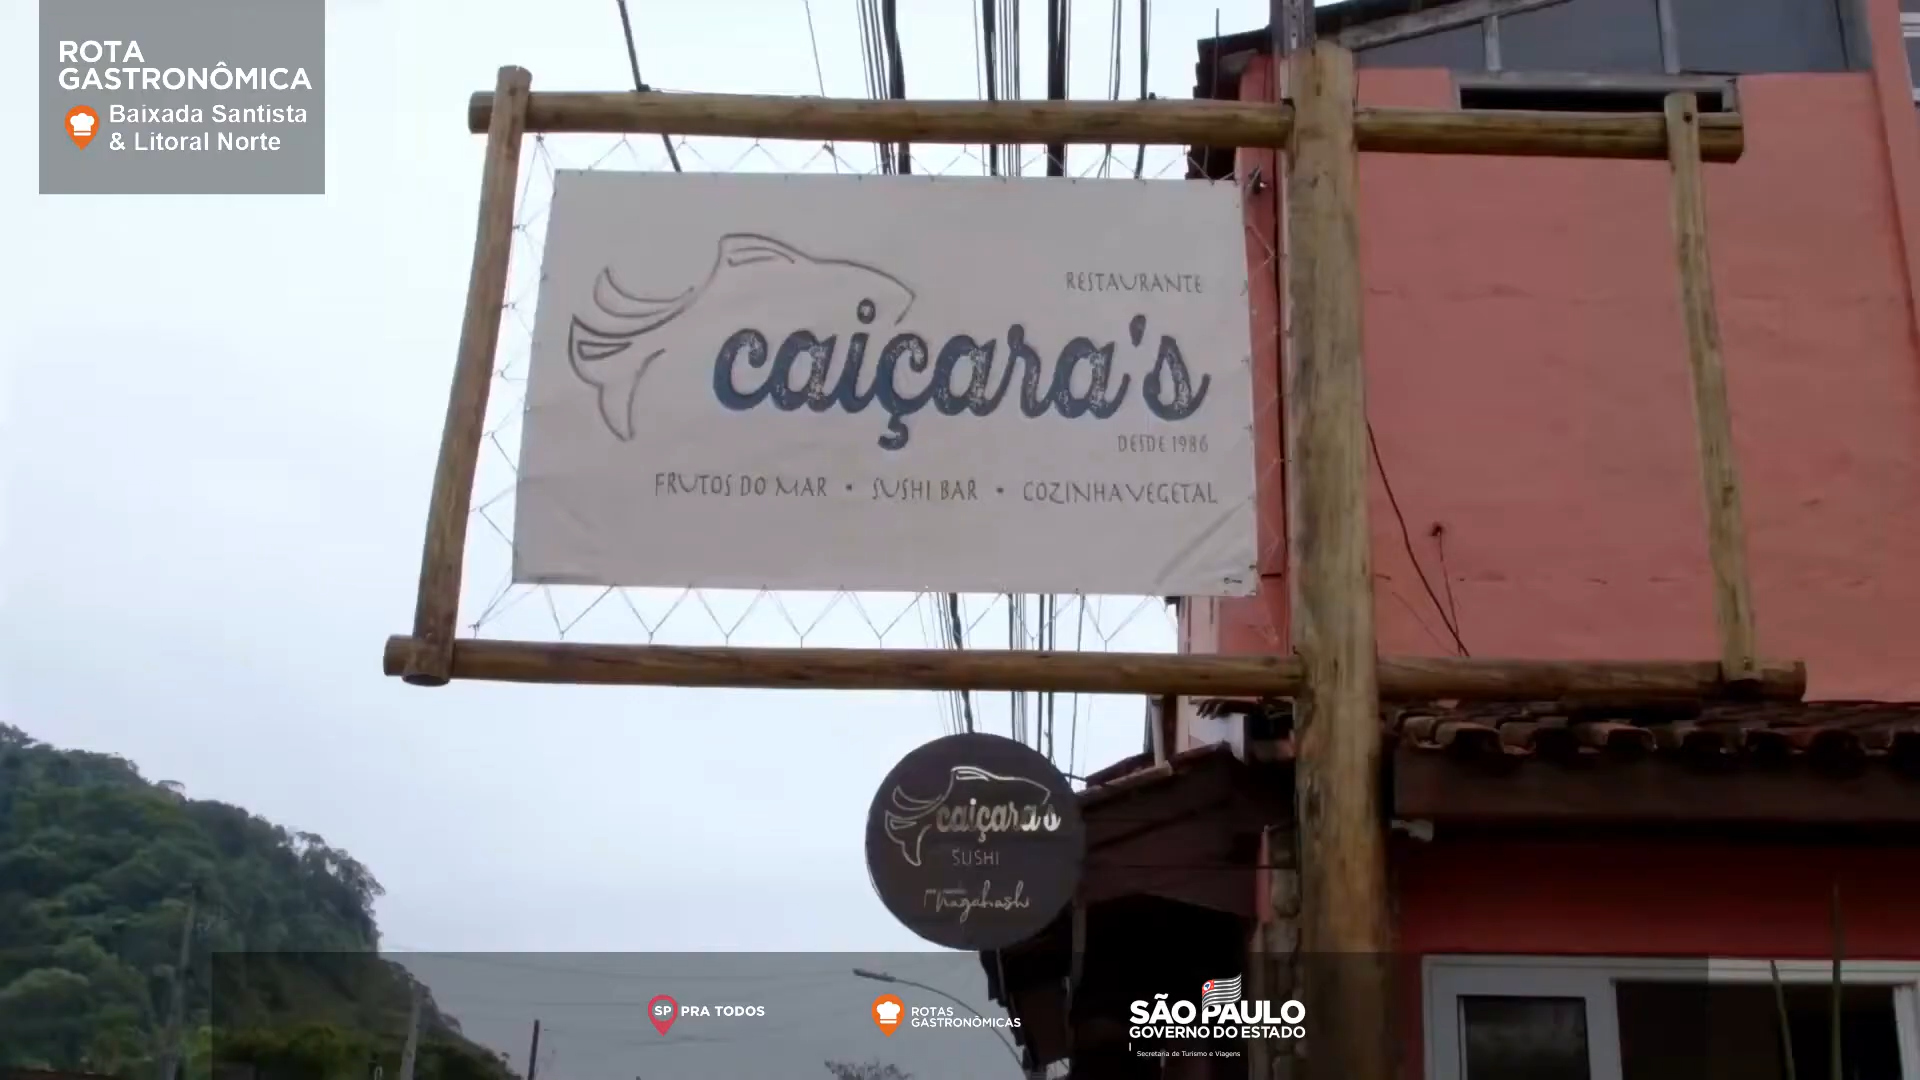 ROTA
GASTRONÔMICA
Baixada Santista
& Litoral Norte
RESTAURANTE
caiçara's
DESDE 1986
FRUTOS DO MAR • SUSHI BAR • COZINHA VEGETAL
caiçara's
SUSHI
SP PRA TODOS
ROTAS
GASTRONÔMICAS
SÃO PAULO
GOVERNO DO ESTADO
Secretaria de Turismo e Viagens